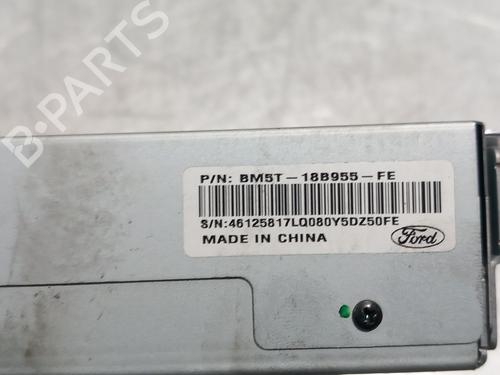 B-PARTS
P/N: BM5T-18B955-FE
S/N:46125817LQ080Y5DZ50FE
MADE IN CHINA
Ford